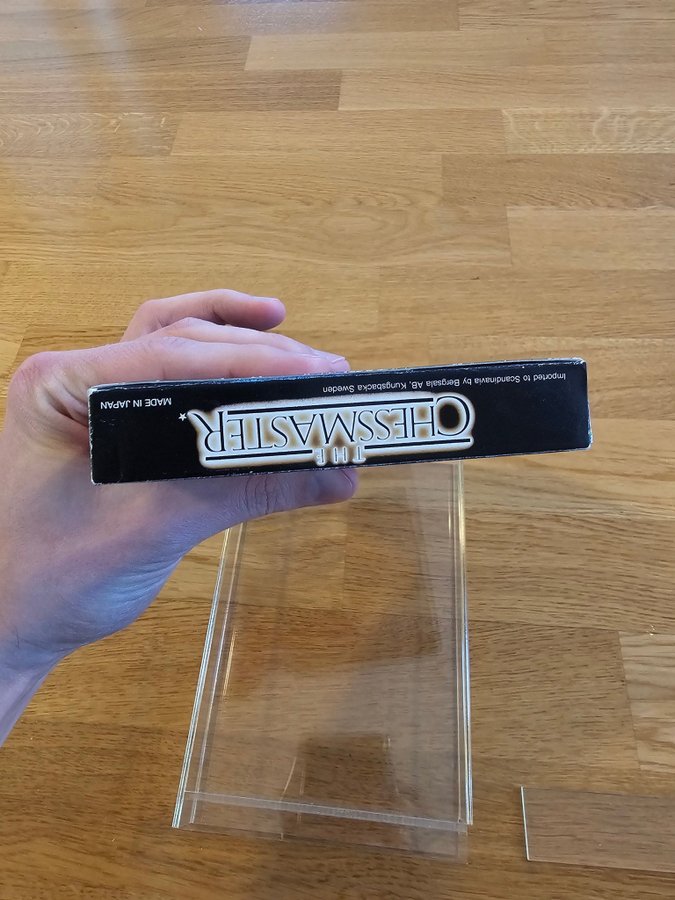 THE
CHESSMASTER
MADE IN JAPAN
Imported to Scandinavia by Bergsala AB, Kungsbacka Sweden